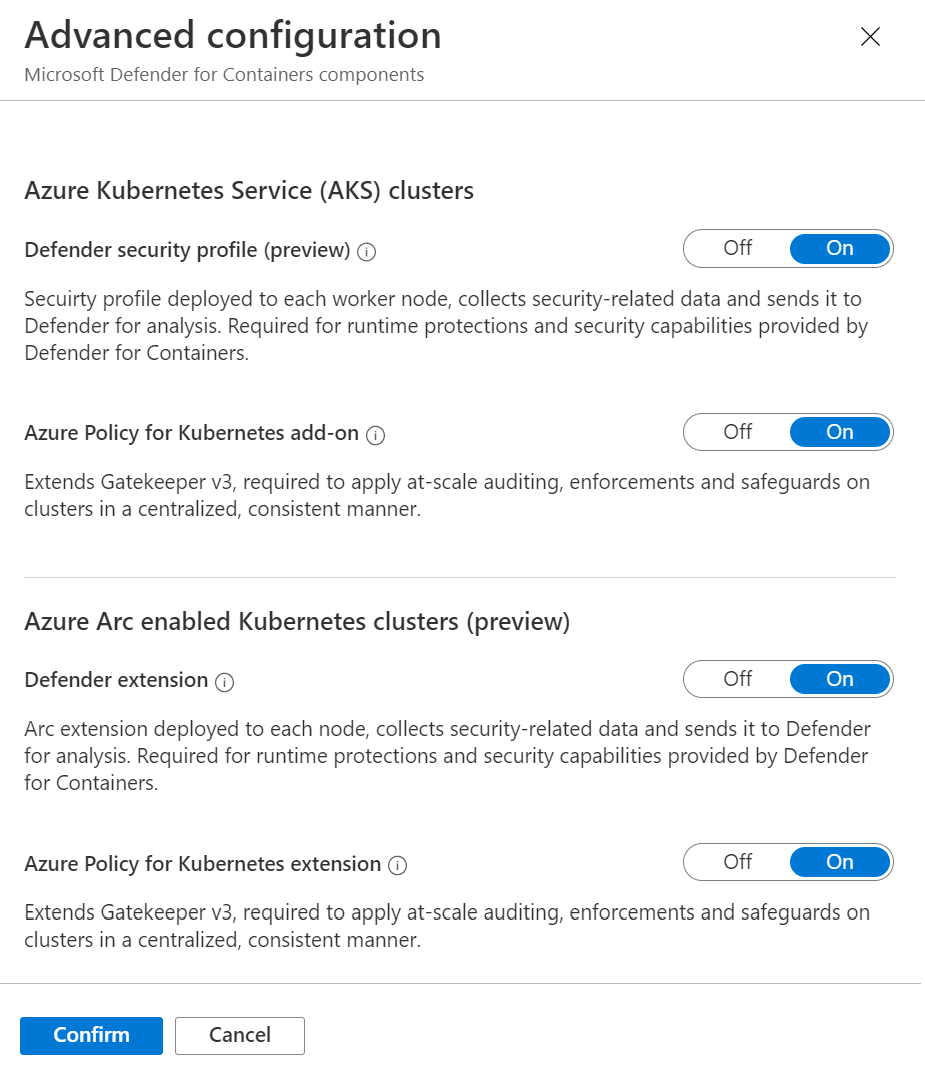 Advanced configuration
Microsoft Defender for Containers components
Azure Kubernetes Service (AKS) clusters
Defender security profile (preview)
Off On
Secuirty profile deployed to each worker node, collects security-related data and sends it to
Defender for analysis. Required for runtime protections and security capabilities provided by
Defender for Containers.
Azure Policy for Kubernetes add-on
Off On
Extends Gatekeeper v3, required to apply at-scale auditing, enforcements and safeguards on
clusters in a centralized, consistent manner.
Azure Arc enabled Kubernetes clusters (preview)
Defender extension
Off On
Arc extension deployed to each node, collects security-related data and sends it to Defender
for analysis. Required for runtime protections and security capabilities provided by Defender
for Containers.
Azure Policy for Kubernetes extension
Off On
Extends Gatekeeper v3, required to apply at-scale auditing, enforcements and safeguards on
clusters in a centralized, consistent manner.
Confirm Cancel